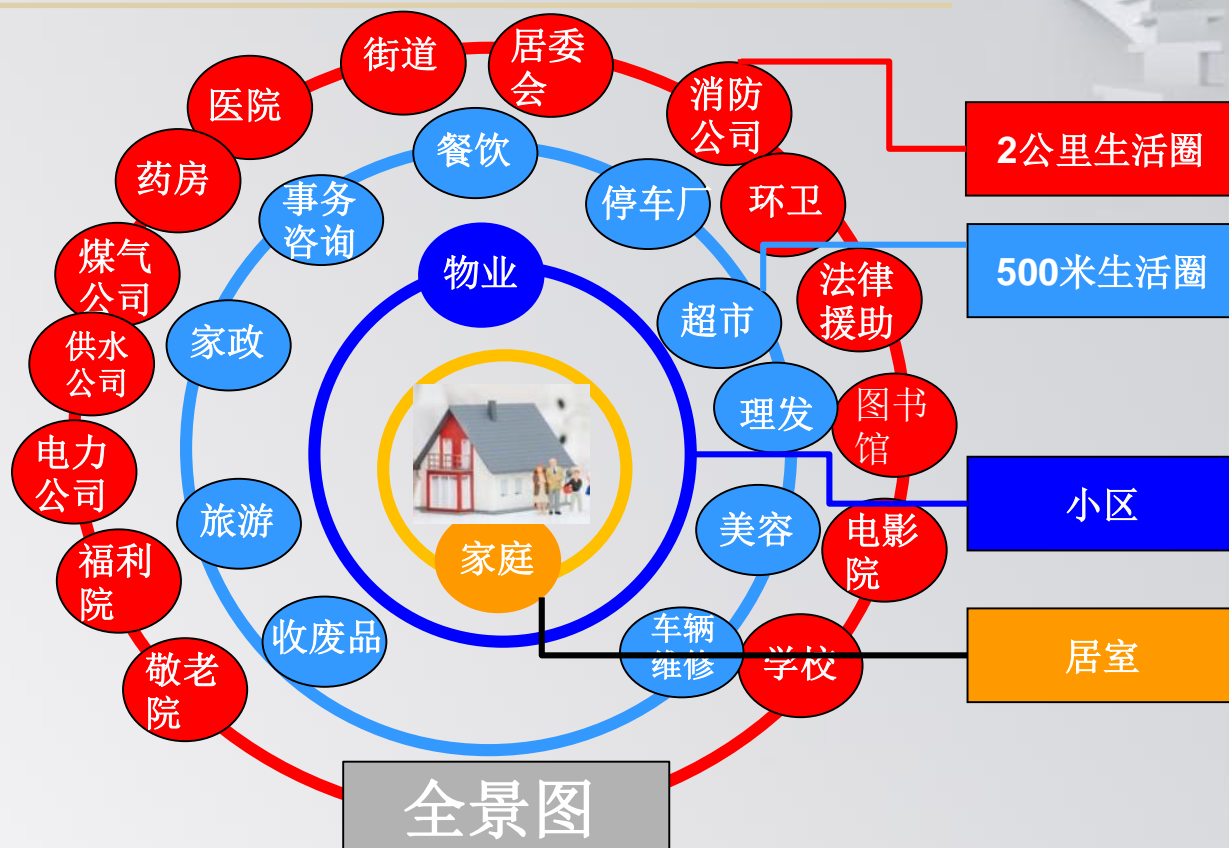 街道
居委
会
消防
公司
医院
2公里生活圈
餐饮
药房
环卫
事务
咨询
停车厂
500米生活圈
煤气
公司
物业
法律
援助
超市
家政
供水
公司
理发
图书
馆
电力
公司
旅游
美容
小区
电影
院
家庭
福利
院
收废品
车辆
维修
学校
居室
敬老
院
全景图